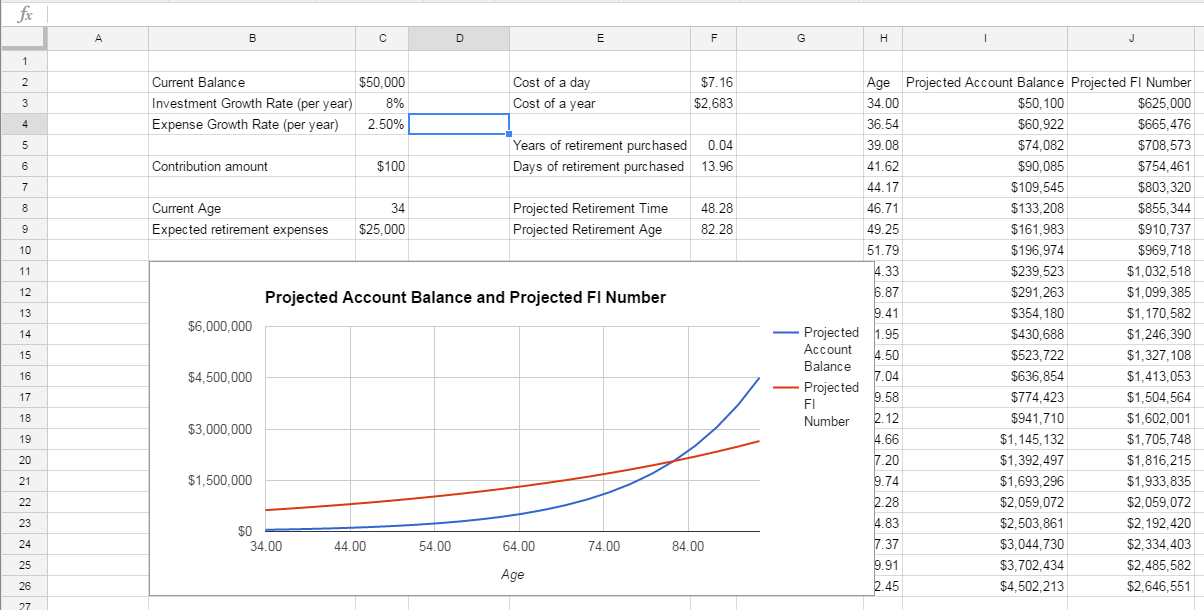 fx
A B C D E F G H I J
1
2 Current Balance $50,000 Cost of a day $7.16 Age Projected Account Balance Projected FI Number
3 Investment Growth Rate (per year) 8% Cost of a year $2,683 34.00 $50,100 $625,000
4 Expense Growth Rate (per year) 2.50% 36.54 $60,922 $665,476
5 Years of retirement purchased 0.04 39.08 $74,082 $708,573
6 Contribution amount $100 Days of retirement purchased 13.96 41.62 $90,085 $754,461
7 44.17 $109,545 $803,320
8 Current Age 34 Projected Retirement Time 48.28 46.71 $133,208 $855,344
9 Expected retirement expenses $25,000 Projected Retirement Age 82.28 49.25 $161,983 $910,737
10 51.79 $196,974 $969,718
11 4.33 $239,523 $1,032,518
12 6.87 $291,263 $1,099,385
13 9.41 $354,180 $1,170,582
14 1.95 $430,688 $1,246,390
15 4.50 $523,722 $1,327,108
16 7.04 $636,854 $1,413,053
17 9.58 $774,423 $1,504,564
18 2.12 $941,710 $1,602,001
19 4.66 $1,145,132 $1,705,748
20 7.20 $1,392,497 $1,816,215
21 9.74 $1,693,296 $1,933,835
22 2.28 $2,059,072 $2,059,072
23 4.83 $2,503,861 $2,192,420
24 7.37 $3,044,730 $2,334,403
25 9.91 $3,702,434 $2,485,582
26 2.45 $4,502,213 $2,646,551
27
Projected Account Balance and Projected FI Number
$6,000,000
$4,500,000
$3,000,000
$1,500,000
$0
34.00 44.00 54.00 64.00 74.00 84.00
Age
Projected
Account
Balance
Projected
FI
Number